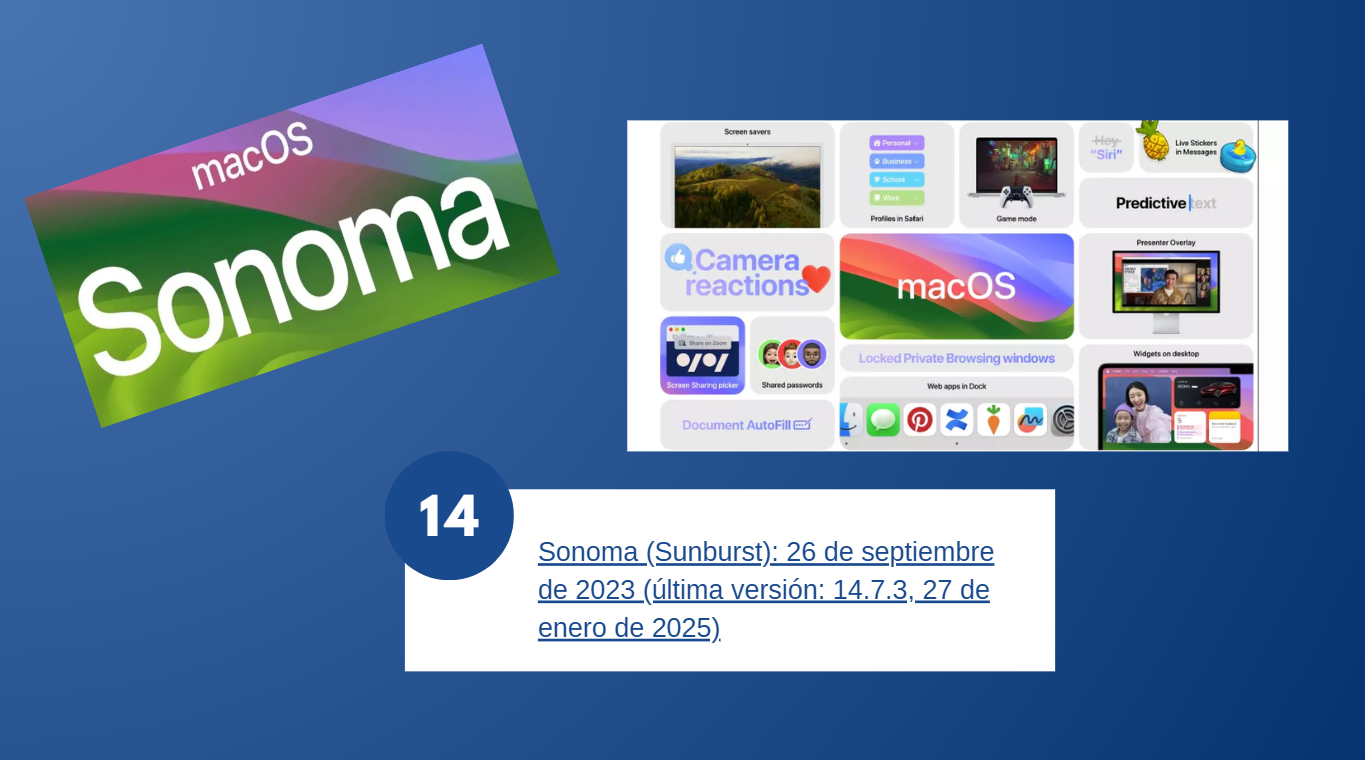 macOS
Sonoma
Screen savers
Personal
Business
School
Work
Profiles in Safari
Game mode
Hey
"Siri"
Live Stickers
in Messages
Predictive text
Camera
reactions
macOS
Presenter Overlay
Share on Zoom
Screen Sharing picker
Shared passwords
Locked Private Browsing windows
Web apps in Dock
Widgets on desktop
5
Document AutoFill
14
Sonoma (Sunburst): 26 de septiembre
de 2023 (última versión: 14.7.3, 27 de
enero de 2025)